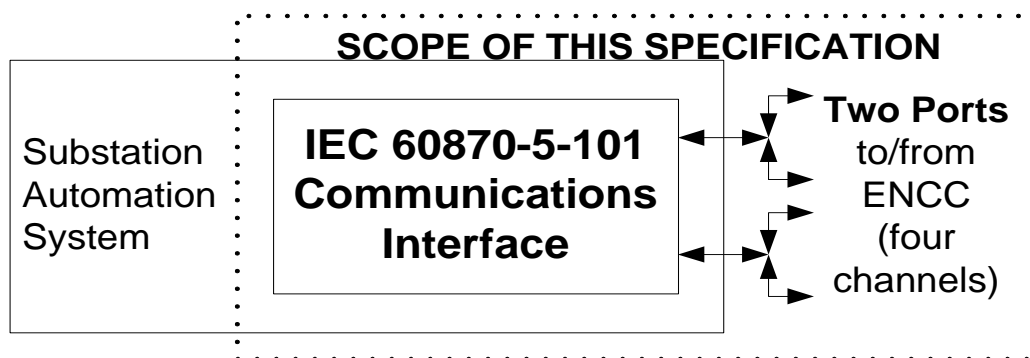 SCOPE OF THIS SPECIFICATION
Substation
Automation
System
IEC 60870-5-101
Communications
Interface
Two Ports
to/from
ENCC
(four
channels)